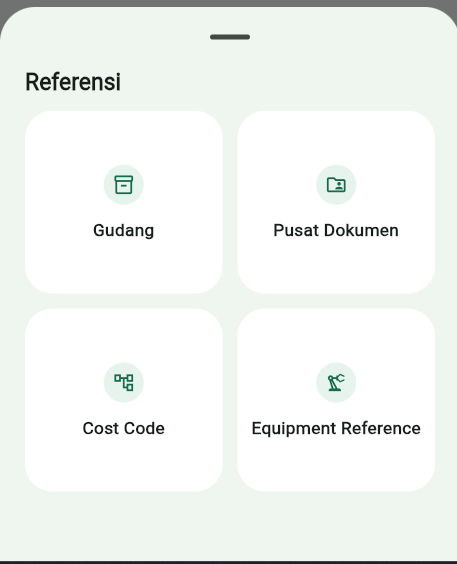 Referensi
Gudang
Pusat Dokumen
Cost Code
Equipment Reference